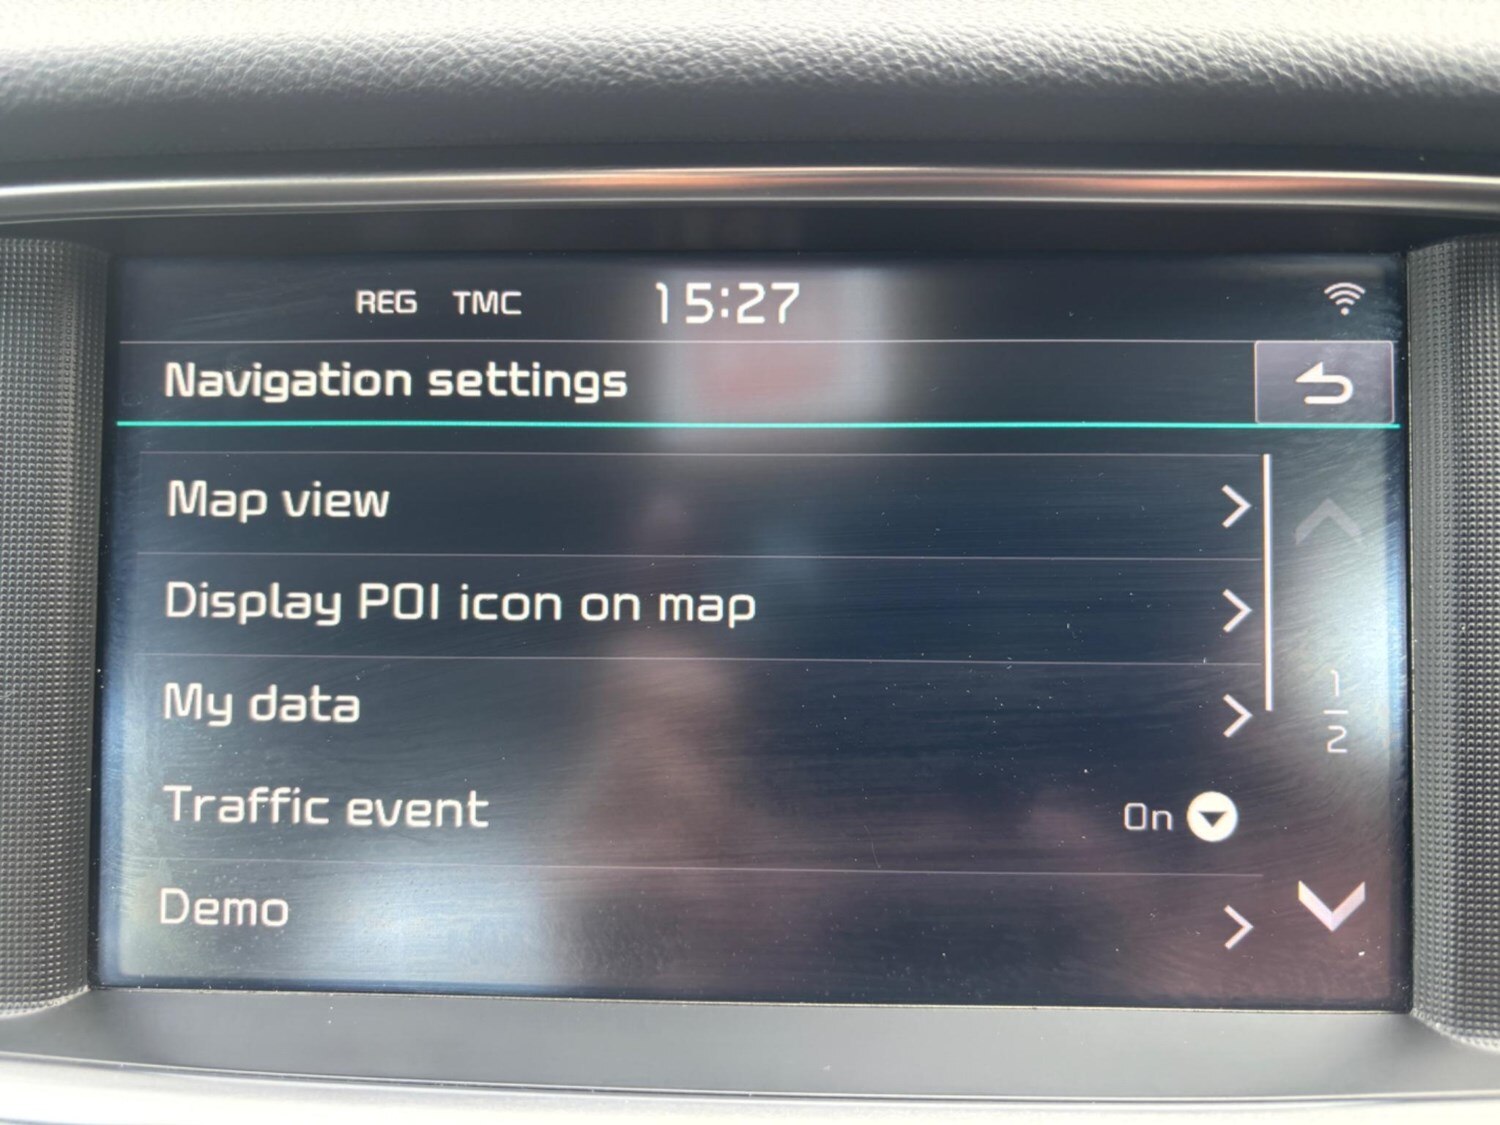 REG TMC 15:27
Navigation settings
Map view
Display POI icon on map
My data
Traffic event On
Demo
1
2